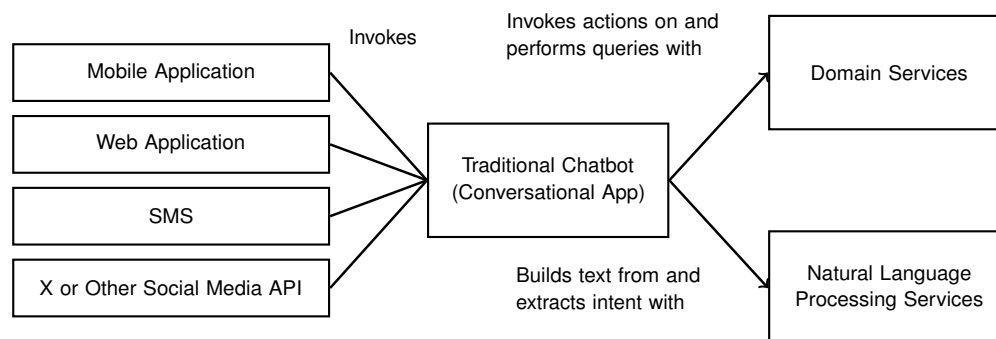 Invokes
Invokes actions on and
performs queries with
Mobile Application
Web Application
SMS
X or Other Social Media API
Traditional Chatbot
(Conversational App)
Domain Services
Builds text from and
extracts intent with
Natural Language
Processing Services